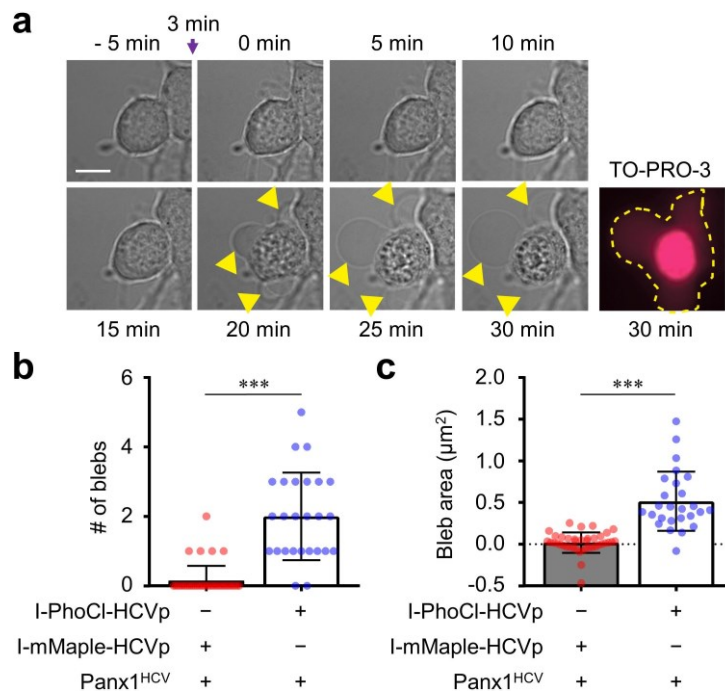 a
3 min
- 5 min 0 min 5 min 10 min
TO-PRO-3
15 min 20 min 25 min 30 min 30 min
b
***
6
4
2
0
# of blebs
I-PhoCl-HCVp − +
I-mMaple-HCVp + −
Panx1HCV + +
c
***
2.0
1.5
1.0
0.5
0.0
-0.5
Bleb area (µm²)
I-PhoCl-HCVp − +
I-mMaple-HCVp + −
Panx1HCV + +